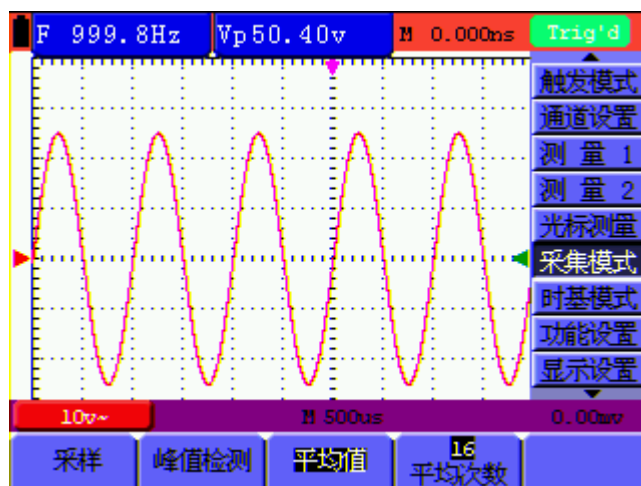 F 999.8Hz
Vp50.40v
M 0.000ns
Trig'd
触发模式
通道设置
测 量 1
测 量 2
光标测量
采集模式
时基模式
功能设置
显示设置
10v~
M 500us
0.00mv
采样
峰值检测
平均值
16
平均次数